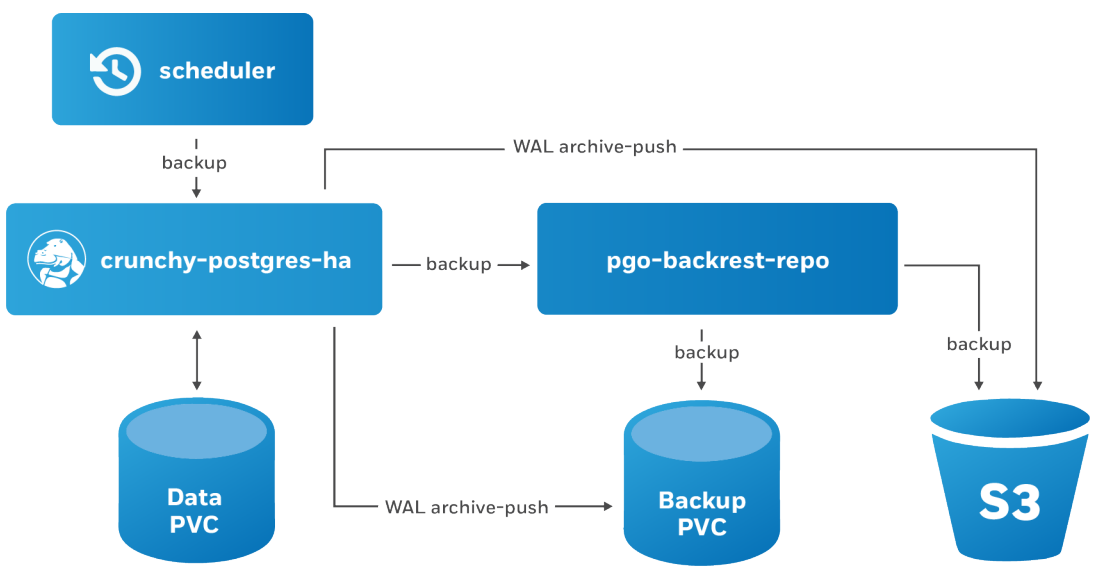 scheduler
WAL archive-push
backup
crunchy-postgres-ha
backup
pgo-backrest-repo
backup
backup
Data
PVC
WAL archive-push
Backup
PVC
S3